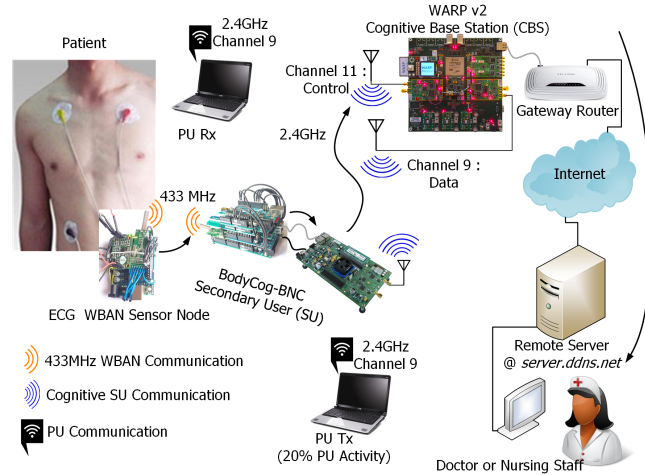 WARP v2
Cognitive Base Station (CBS)
Patient
2.4GHz
Channel 9
PU Rx
Channel 11 :
Control
2.4GHz
Gateway Router
Channel 9 :
Data
Internet
433 MHz
BodyCog-BNC
Secondary User (SU)
ECG WBAN Sensor Node
Remote Server
@ server.ddns.net
433MHz WBAN Communication
Cognitive SU Communication
PU Communication
2.4GHz
Channel 9
PU Tx
(20% PU Activity)
Doctor or Nursing Staff